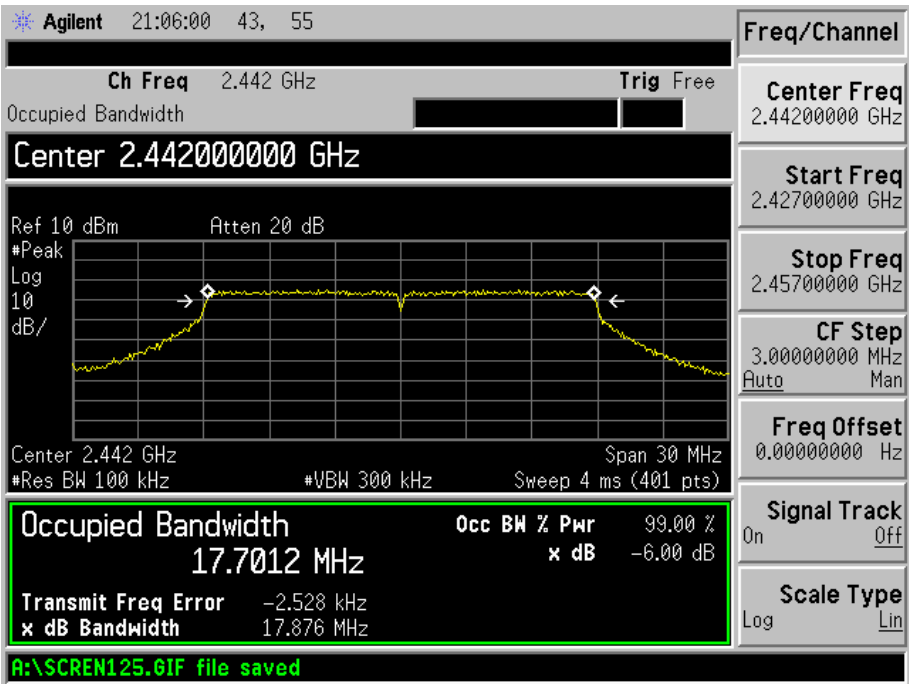 Agilent 21:06:00 43, 55
Freq/Channel
Ch Freq 2.442 GHz Trig Free
Occupied Bandwidth
Center 2.442000000 GHz
Ref 10 dBm Atten 20 dB
#Peak
Log
10
dB/
Center 2.442 GHz Span 30 MHz
#Res BW 100 kHz #VBW 300 kHz Sweep 4 ms (401 pts)
Occupied Bandwidth
17.7012 MHz
Occ BW % Pwr 99.00 %
x dB -6.00 dB
Transmit Freq Error -2.528 kHz
x dB Bandwidth 17.876 MHz
A:\SCREN125.GIF file saved
Center Freq
2.44200000 GHz
Start Freq
2.42700000 GHz
Stop Freq
2.45700000 GHz
CF Step
3.00000000 MHz
Auto Man
Freq Offset
0.00000000 Hz
Signal Track
On Off
Scale Type
Log Lin